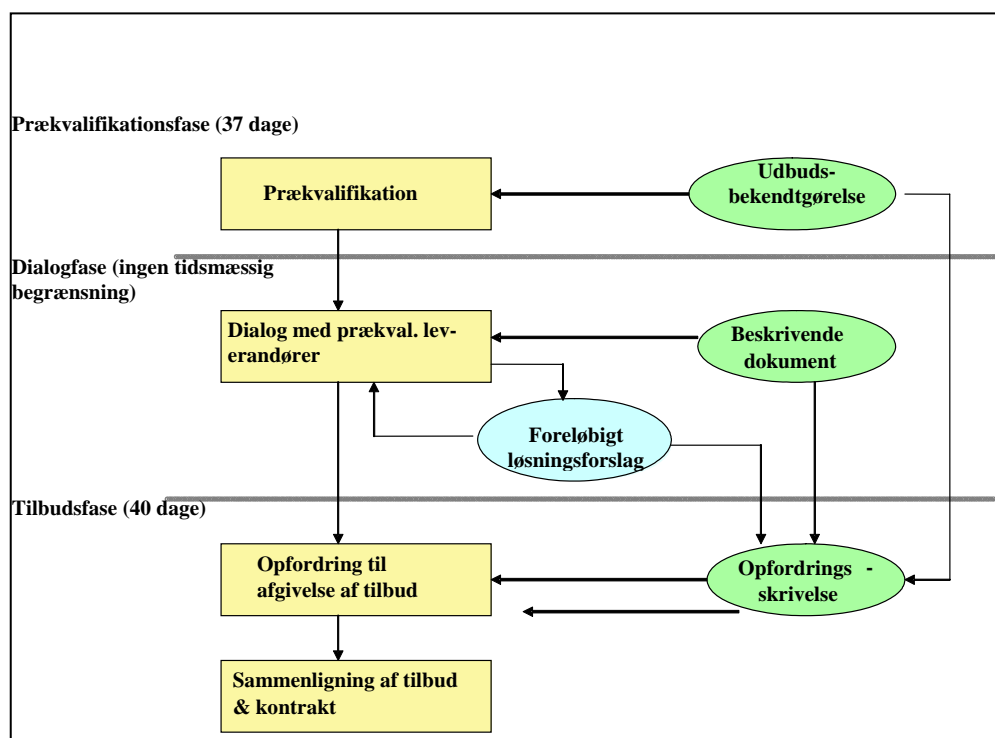 Prækvalifikationsfase (37 dage)
Prækvalifikation
Udbuds-
bekendtgørelse
Dialogfase (ingen tidsmæssig
begrænsning)
Dialog med prækval. lev-
erandører
Beskrivende
dokument
Foreløbigt
løsningsforslag
Tilbudsfase (40 dage)
Opfordring til
afgivelse af tilbud
Opfordrings -
skrivelse
Sammenligning af tilbud
& kontrakt